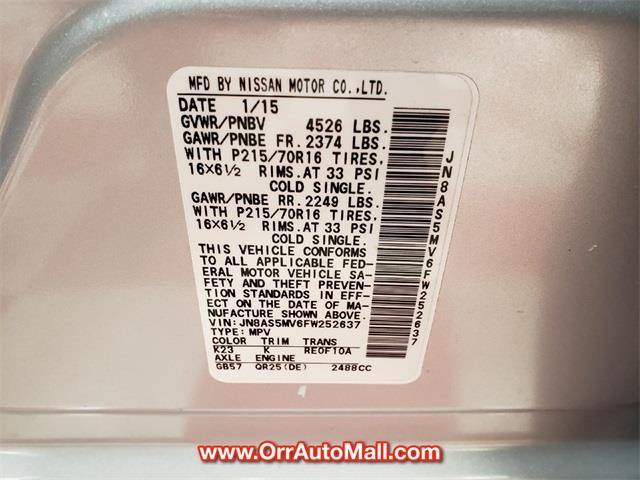 MFD BY NISSAN MOTOR CO.,LTD.
DATE 1/15
GVWR/PNBV 4526 LBS.
GAWR/PNBE FR. 2374 LBS.
WITH P215/70R16 TIRES,
16×6½ RIMS. AT 33 PSI
COLD SINGLE.
GAWR/PNBE RR. 2249 LBS.
WITH P215/70R16 TIRES,
16×6½ RIMS. AT 33 PSI
COLD SINGLE.
THIS VEHICLE CONFORMS
TO ALL APPLICABLE FED-
ERAL MOTOR VEHICLE SA-
FETY AND THEFT PREVEN-
TION STANDARDS IN EFF-
ECT ON THE DATE OF MA-
NUFACTURE SHOWN ABOVE.
VIN: JN8AS5MV6FW252637
TYPE: MPV
COLOR TRIM TRANS
K23 K RE0F10A
AXLE ENGINE
GB57 QR25(DE) 2488CC
JN8AS5MV6FW252637
www.OrrAutoMall.com